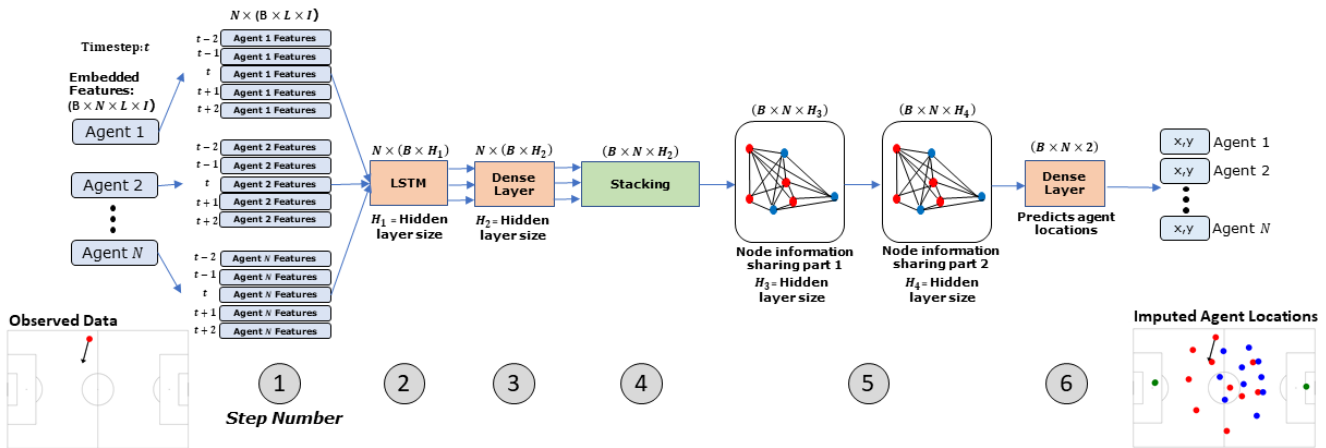 Timestep: t
Embedded
Features:
(B × N × L × I)
Agent 1
Agent 2
Agent N
N × (B × L × I)
t − 2 Agent 1 Features
t − 1 Agent 1 Features
t Agent 1 Features
t + 1 Agent 1 Features
t + 2 Agent 1 Features
t − 2 Agent 2 Features
t − 1 Agent 2 Features
t Agent 2 Features
t + 1 Agent 2 Features
t + 2 Agent 2 Features
t − 2 Agent N Features
t − 1 Agent N Features
t Agent N Features
t + 1 Agent N Features
t + 2 Agent N Features
N × (B × H₁)
LSTM
H₁ = Hidden
layer size
N × (B × H₂)
Dense
Layer
H₂= Hidden
layer size
(B × N × H₂)
Stacking
(B × N × H₃)
Node information
sharing part 1
H₃= Hidden
layer size
(B × N × H₄)
Node information
sharing part 2
H₄= Hidden
layer size
(B × N × 2)
Dense
Layer
Predicts agent
locations
x,y Agent 1
x,y Agent 2
x,y Agent N
Observed Data
Imputed Agent Locations
1
2
3
4
5
6
Step Number